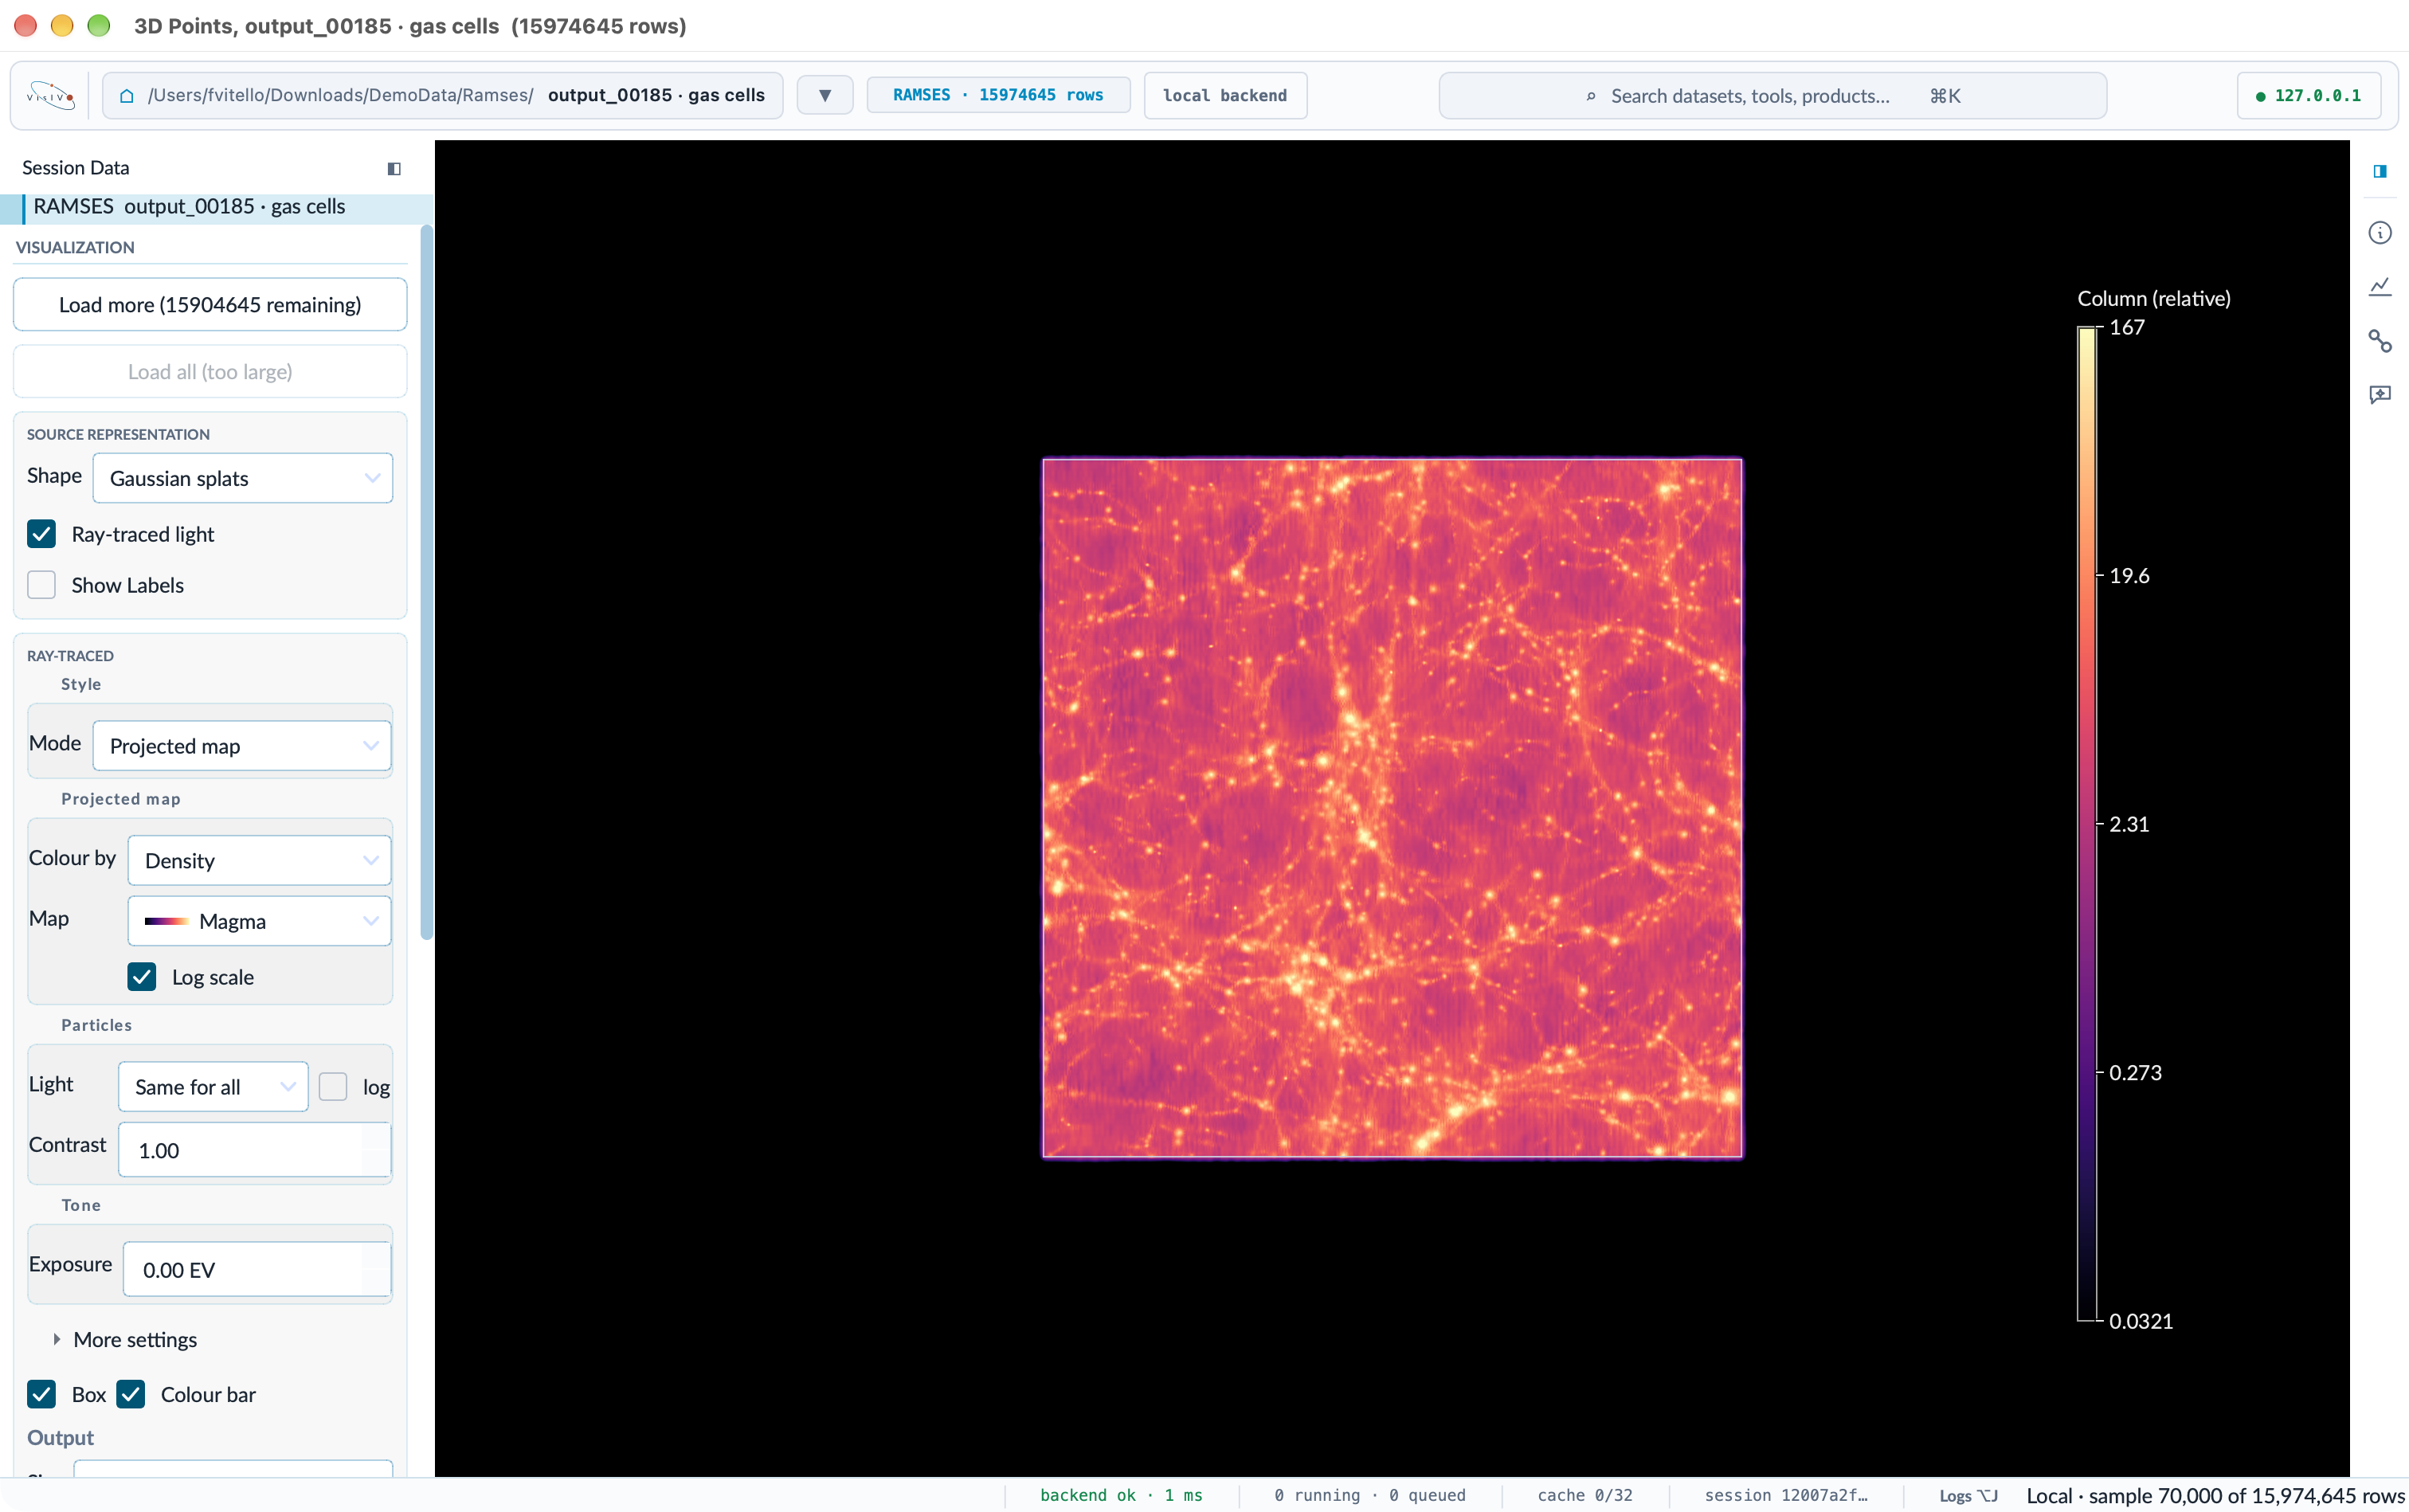 3D Points, output_00185 · gas cells (15974645 rows)
VisIVO
/Users/fvitello/Downloads/DemoData/Ramses/ output_00185 · gas cells
RAMSES · 15974645 rows
local backend
Search datasets, tools, products... ⌘K
127.0.0.1
Session Data
RAMSES output_00185 · gas cells
VISUALIZATION
Load more (15904645 remaining)
Load all (too large)
SOURCE REPRESENTATION
Shape Gaussian splats
Ray-traced light
Show Labels
RAY-TRACED
Style
Mode Projected map
Projected map
Colour by Density
Map Magma
Log scale
Particles
Light Same for all log
Contrast 1.00
Tone
Exposure 0.00 EV
More settings
Box Colour bar
Output
Column (relative)
167
19.6
2.31
0.273
0.0321
backend ok · 1 ms
0 running · 0 queued
cache 0/32
session 12007a2f…
Logs ⌥J
Local · sample 70,000 of 15,974,645 rows